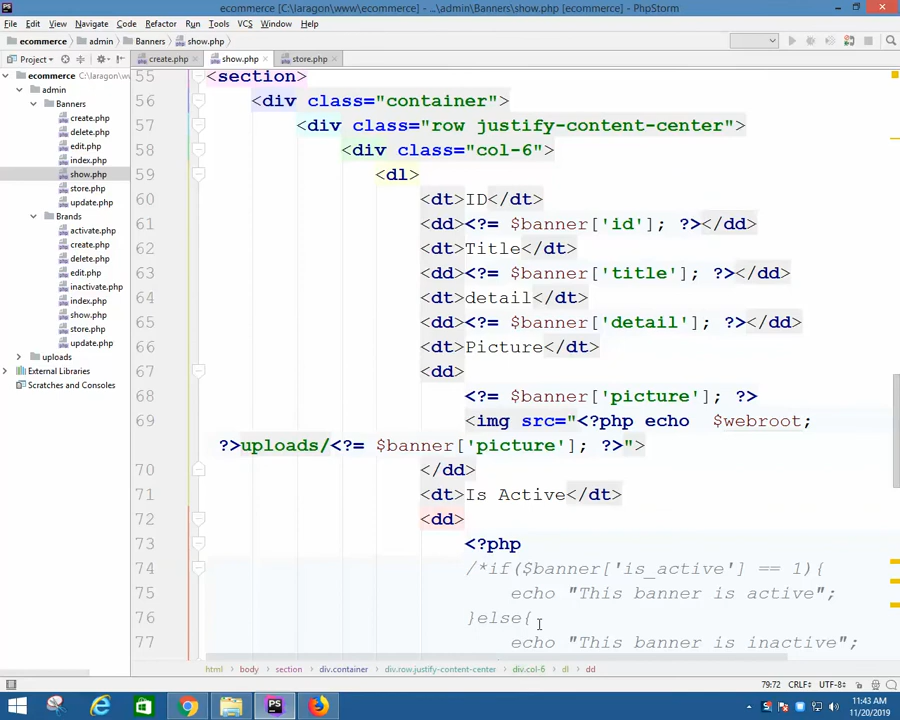 ecommerce [C:\laragon\www\ecommerce] - ...\admin\Banners\show.php [ecommerce] - PhpStorm
File Edit View Navigate Code Refactor Run Tools VCS Window Help
ecommerce admin Banners show.php
Project create.php show.php store.php
ecommerce C:\laragon\ww
admin
Banners
create.php
delete.php
edit.php
index.php
show.php
store.php
update.php
Brands
activate.php
create.php
delete.php
edit.php
inactivate.php
index.php
show.php
store.php
update.php
uploads
External Libraries
Scratches and Consoles
55 <section>
56 <div class="container">
57 <div class="row justify-content-center">
58 <div class="col-6">
59 <dl>
60 <dt>ID</dt>
61 <dd><?= $banner['id']; ?></dd>
62 <dt>Title</dt>
63 <dd><?= $banner['title']; ?></dd>
64 <dt>detail</dt>
65 <dd><?= $banner['detail']; ?></dd>
66 <dt>Picture</dt>
67 <dd>
68 <?= $banner['picture']; ?>
69 <img src="<?php echo $webroot;
?>uploads/<?= $banner['picture']; ?>">
70 </dd>
71 <dt>Is Active</dt>
72 <dd>
73 <?php
74 /*if($banner['is_active'] == 1){
75 echo "This banner is active";
76 }else{
77 echo "This banner is inactive";
html body section div.container div.row.justify-content-center div.col-6 dl dd
79:72 CRLF÷ UTF-8÷
11:43 AM
11/20/2019